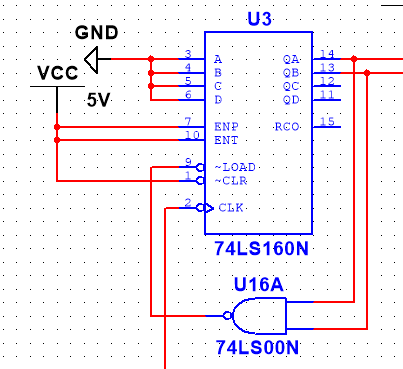 U3
GND
VCC
5V
3 A QA 14
4 B QB 13
5 C QC 12
6 D QD 11
7 ENP RCO 15
10 ENT
9 ~LOAD
1 ~CLR
2 CLK
74LS160N
U16A
74LS00N